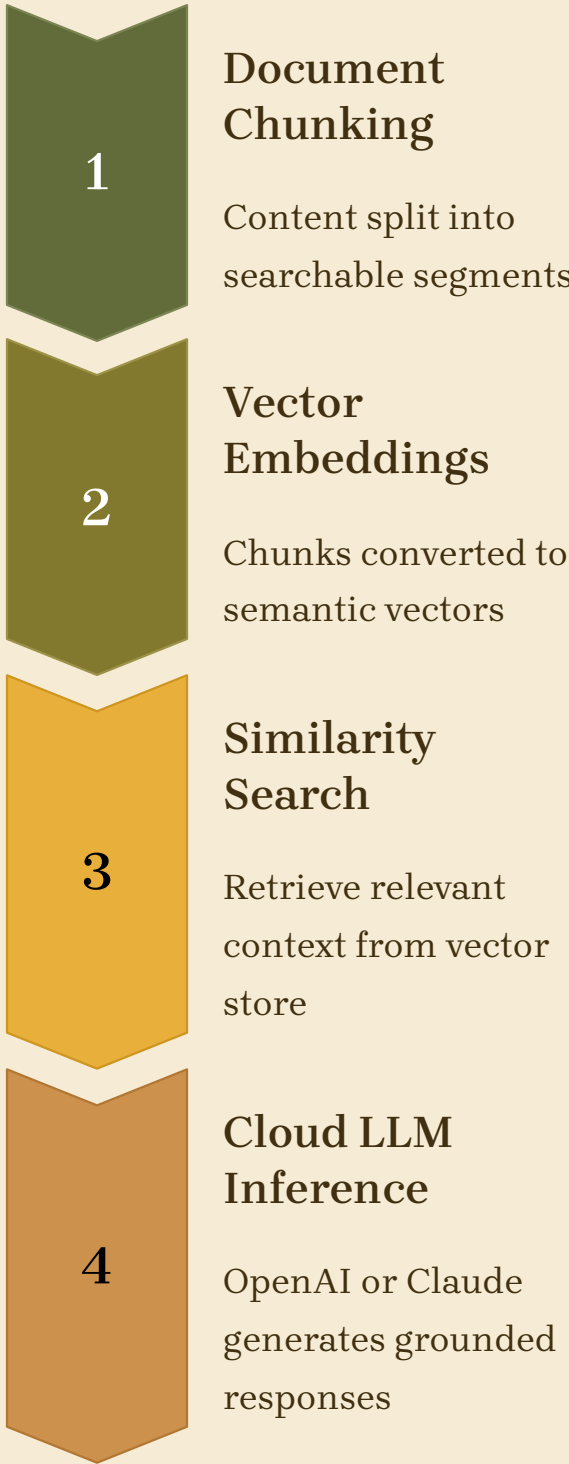 1
Document
Chunking
Content split into
searchable segments
2
Vector
Embeddings
Chunks converted to
semantic vectors
3
Similarity
Search
Retrieve relevant
context from vector
store
4
Cloud LLM
Inference
OpenAI or Claude
generates grounded
responses